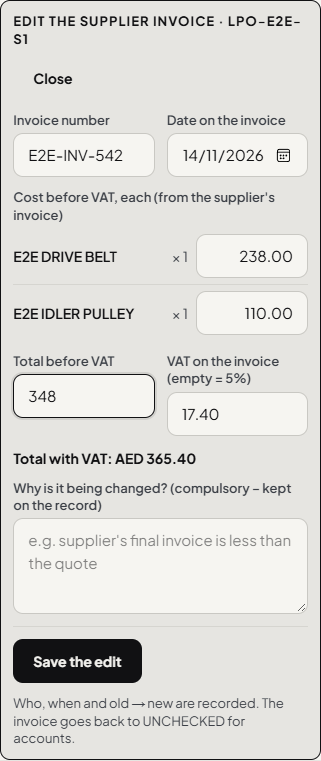 EDIT THE SUPPLIER INVOICE · LPO-E2E-
S1
Close
Invoice number
Date on the invoice
E2E-INV-542
14/11/2026
Cost before VAT, each (from the supplier's
invoice)
E2E DRIVE BELT × 1 238.00
E2E IDLER PULLEY × 1 110.00
Total before VAT
348
VAT on the invoice
(empty = 5%)
17.40
Total with VAT: AED 365.40
Why is it being changed? (compulsory – kept
on the record)
e.g. supplier's final invoice is less than
the quote
Save the edit
Who, when and old → new are recorded. The
invoice goes back to UNCHECKED for
accounts.